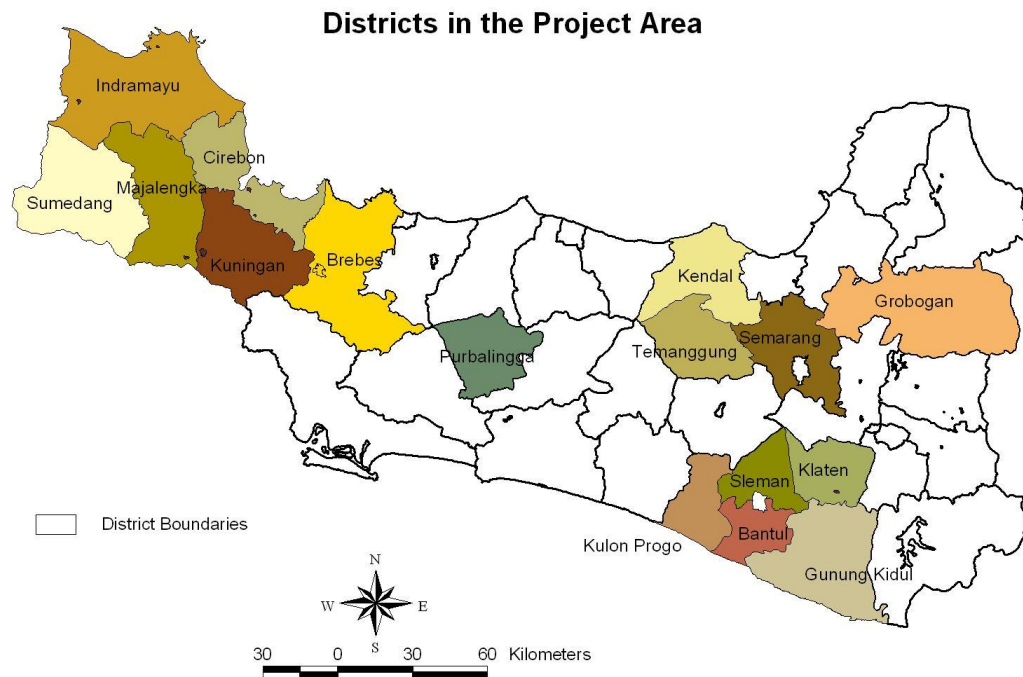 Districts in the Project Area
Indramayu
Cirebon
Majalengka
Sumedang
Kuningan
Brebes
Kendal
Grobogan
Semarang
Temanggung
Purbalingga
Sleman
Klaten
District Boundaries
Bantul
Kulon Progo
Gunung Kidul
N
W
E
S
30 0 30 60 Kilometers